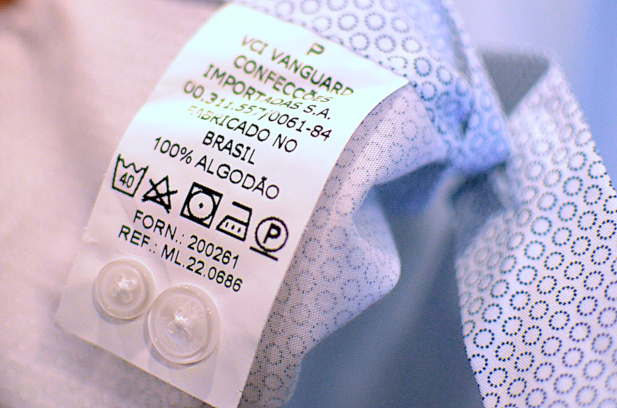 P
VCI VANGUARD
CONFECÇÕES
IMPORTADAS S.A.
00.311.557/0061-84
FABRICADO NO
BRASIL
100% ALGODÃO
40 P
FORN.: 200261
REF.: ML.22.0686